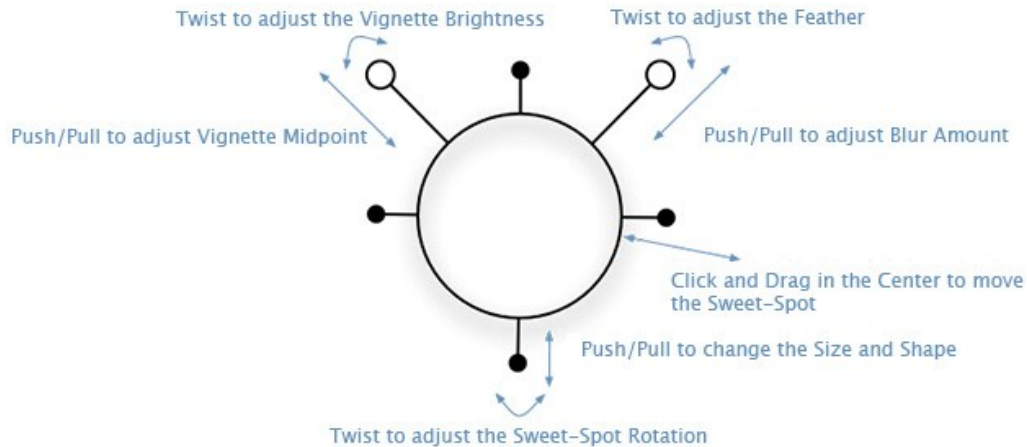 Twist to adjust the Vignette Brightness
Twist to adjust the Feather
Push/Pull to adjust Vignette Midpoint
Push/Pull to adjust Blur Amount
Click and Drag in the Center to move
the Sweet-Spot
Push/Pull to change the Size and Shape
Twist to adjust the Sweet-Spot Rotation